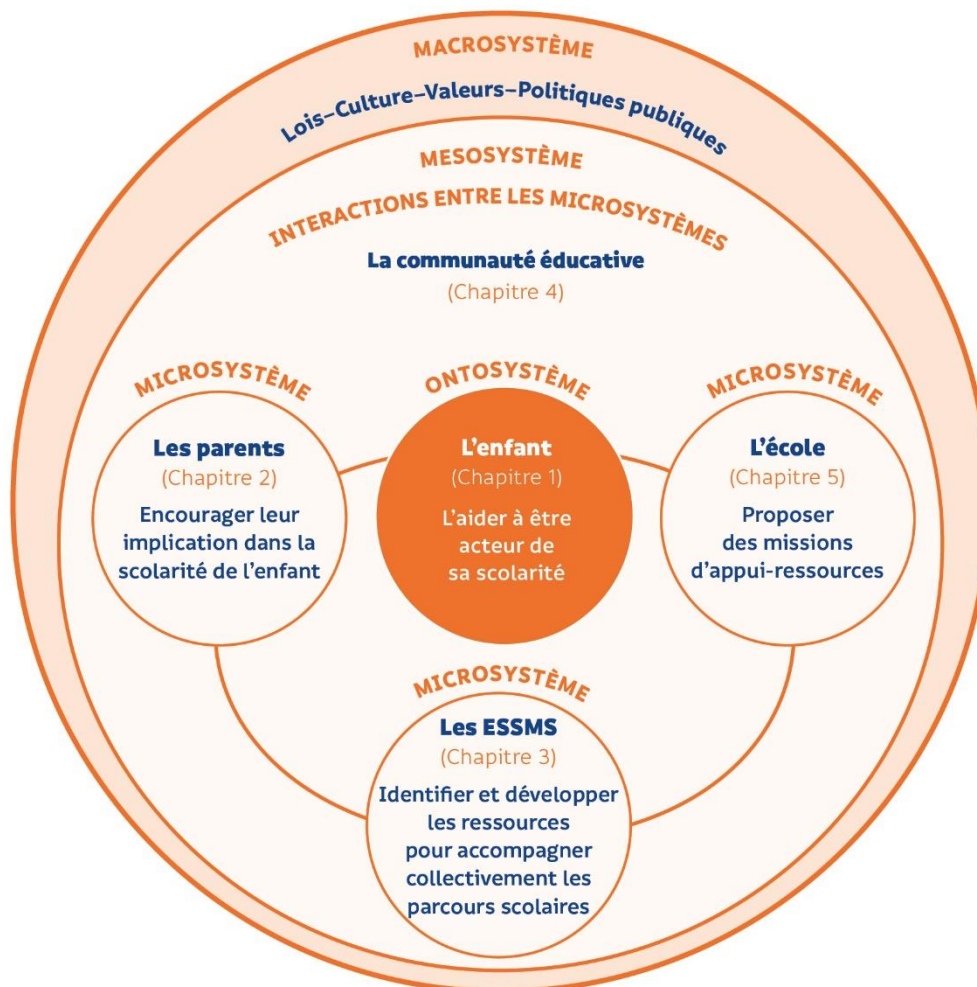 MACROSYSTÈME
Lois–Culture–Valeurs–Politiques publiques
MESOSYSTÈME
INTERACTIONS ENTRE LES MICROSYSTÈMES
La communauté éducative
(Chapitre 4)
MICROSYSTÈME
Les parents
(Chapitre 2)
Encourager leur
implication dans la
scolarité de l’enfant
ONTOSYSTÈME
L’enfant
(Chapitre 1)
L’aider à être
acteur de
sa scolarité
MICROSYSTÈME
L’école
(Chapitre 5)
Proposer
des missions
d’appui-ressources
MICROSYSTÈME
Les ESSMS
(Chapitre 3)
Identifier et développer
les ressources
pour accompagner
collectivement les
parcours scolaires